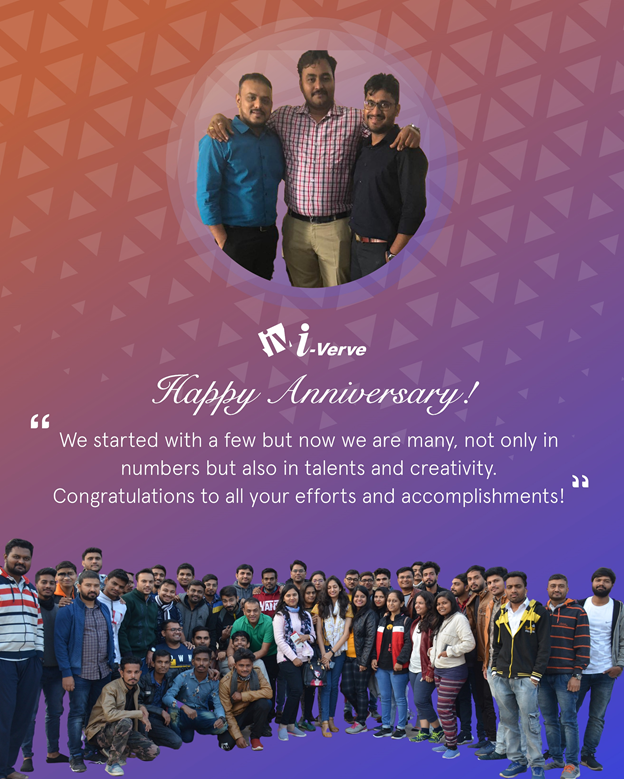 i-Verve
Happy Anniversary!
“ We started with a few but now we are many, not only in
numbers but also in talents and creativity.
Congratulations to all your efforts and accomplishments! ”